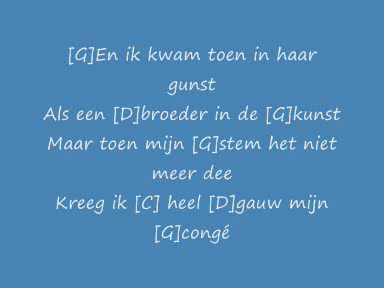 [G]En ik kwam toen in haar
gunst
Als een [D]broeder in de [G]kunst
Maar toen mijn [G]stem het niet
meer dee
Kreeg ik [C] heel [D]gauw mijn
[G]congé